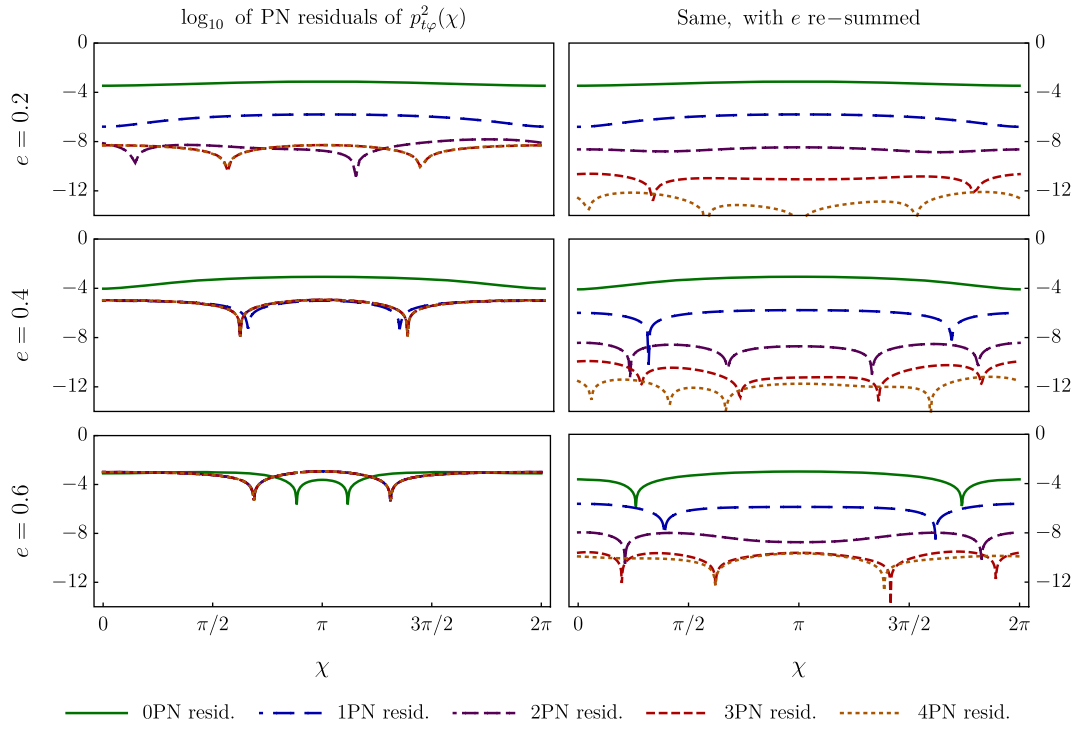 log₁₀ of PN residuals of p²ₜᵩ(χ)
Same, with e re−summed
0
−4
−8
−12
e = 0.2
0
−4
−8
−12
0
−4
−8
−12
e = 0.4
0
−4
−8
−12
0
−4
−8
−12
e = 0.6
0
−4
−8
−12
0 π/2 π 3π/2 2π
0 π/2 π 3π/2 2π
χ
χ
0PN resid. 1PN resid. 2PN resid. 3PN resid. 4PN resid.